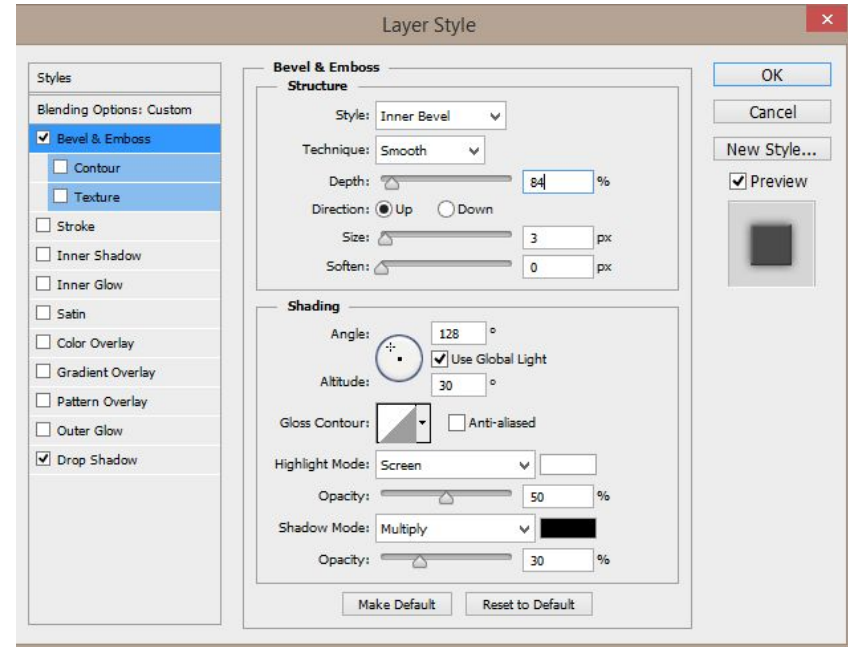 Layer Style
×
Styles
Blending Options: Custom
Bevel & Emboss
Contour
Texture
Stroke
Inner Shadow
Inner Glow
Satin
Color Overlay
Gradient Overlay
Pattern Overlay
Outer Glow
Drop Shadow
Bevel & Emboss
Structure
Style: Inner Bevel
Technique: Smooth
Depth: 84 %
Direction: Up Down
Size: 3 px
Soften: 0 px
Shading
Angle: 128 °
Use Global Light
Altitude: 30 °
Gloss Contour: Anti-aliased
Highlight Mode: Screen
Opacity: 50 %
Shadow Mode: Multiply
Opacity: 30 %
Make Default Reset to Default
OK
Cancel
New Style...
Preview